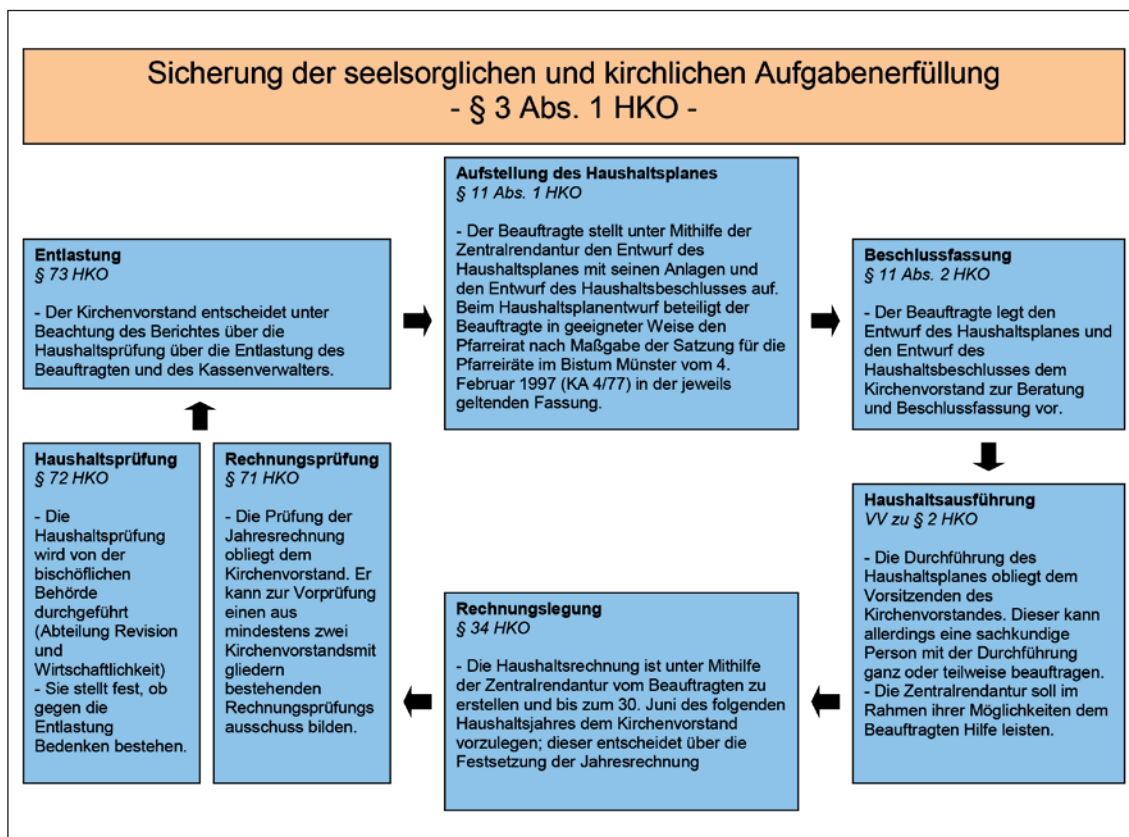 Sicherung der seelsorglichen und kirchlichen Aufgabenerfüllung
- § 3 Abs. 1 HKO -
Aufstellung des Haushaltsplanes
§ 11 Abs. 1 HKO
- Der Beauftragte stellt unter Mithilfe der
Zentralrendantur den Entwurf des
Haushaltsplanes mit seinen Anlagen und
den Entwurf des Haushaltsbeschlusses auf.
Beim Haushaltsplanentwurf beteiligt der
Beauftragte in geeigneter Weise den
Pfarreirat nach Maßgabe der Satzung für die
Pfarreiräte im Bistum Münster vom 4.
Februar 1997 (KA 4/77) in der jeweils
geltenden Fassung.
Beschlussfassung
§ 11 Abs. 2 HKO
- Der Beauftragte legt den
Entwurf des Haushaltsplanes und
den Entwurf des
Haushaltsbeschlusses dem
Kirchenvorstand zur Beratung
und Beschlussfassung vor.
Haushaltsausführung
VV zu § 2 HKO
- Die Durchführung des
Haushaltsplanes obliegt dem
Vorsitzenden des
Kirchenvorstandes. Dieser kann
allerdings eine sachkundige
Person mit der Durchführung
ganz oder teilweise beauftragen.
- Die Zentralrendantur soll im
Rahmen ihrer Möglichkeiten dem
Beauftragten Hilfe leisten.
Rechnungslegung
§ 34 HKO
- Die Haushaltsrechnung ist unter Mithilfe
der Zentralrendantur vom Beauftragten zu
erstellen und bis zum 30. Juni des folgenden
Haushaltsjahres dem Kirchenvorstand
vorzulegen; dieser entscheidet über die
Festsetzung der Jahresrechnung
Rechnungsprüfung
§ 71 HKO
- Die Prüfung der
Jahresrechnung
obliegt dem
Kirchenvorstand. Er
kann zur Vorprüfung
einen aus
mindestens zwei
Kirchenvorstandsmit
gliedern
bestehenden
Rechnungsprüfungs
ausschuss bilden.
Haushaltsprüfung
§ 72 HKO
- Die
Haushaltsprüfung
wird von der
bischöflichen
Behörde
durchgeführt
(Abteilung Revision
und
Wirtschaftlichkeit)
- Sie stellt fest, ob
gegen die
Entlastung
Bedenken bestehen.
Entlastung
§ 73 HKO
- Der Kirchenvorstand entscheidet unter
Beachtung des Berichtes über die
Haushaltsprüfung über die Entlastung des
Beauftragten und des Kassenverwalters.